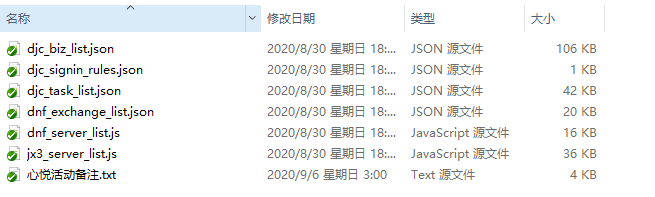 名称 修改日期 类型 大小
djc_biz_list.json 2020/8/30 星期日 18:... JSON 源文件 106 KB
djc_signin_rules.json 2020/8/30 星期日 18:... JSON 源文件 1 KB
djc_task_list.json 2020/8/30 星期日 18:... JSON 源文件 42 KB
dnf_exchange_list.json 2020/8/30 星期日 18:... JSON 源文件 20 KB
dnf_server_list.js 2020/8/30 星期日 18:... JavaScript 源文件 16 KB
jx3_server_list.js 2020/8/30 星期日 18:... JavaScript 源文件 36 KB
心悦活动备注.txt 2020/9/6 星期日 3:00 Text 源文件 4 KB